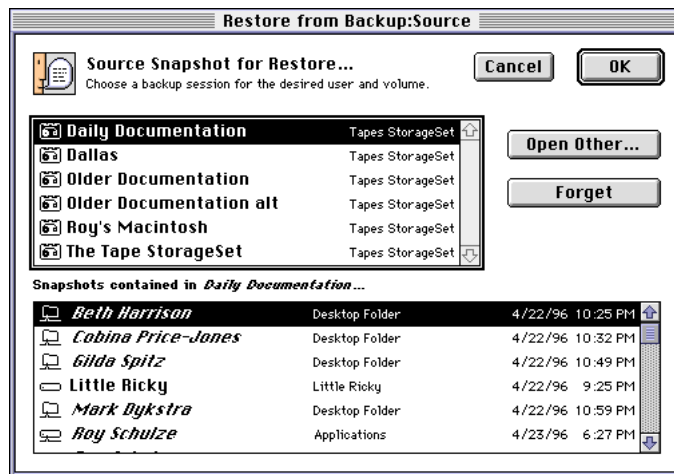 Restore from Backup:Source
Source Snapshot for Restore...
Choose a backup session for the desired user and volume.
Cancel
OK
Daily Documentation Tapes StorageSet
Dallas Tapes StorageSet
Older Documentation Tapes StorageSet
Older Documentation alt Tapes StorageSet
Roy's Macintosh Tapes StorageSet
The Tape StorageSet Tapes StorageSet
Open Other...
Forget
Snapshots contained in Daily Documentation...
Beth Harrison Desktop Folder 4/22/96 10:25 PM
Cobina Price-Jones Desktop Folder 4/22/96 10:32 PM
Gilda Spitz Desktop Folder 4/22/96 10:49 PM
Little Ricky Little Ricky 4/22/96 9:25 PM
Mark Dykstra Desktop Folder 4/22/96 10:59 PM
Roy Schulze Applications 4/23/96 6:27 PM